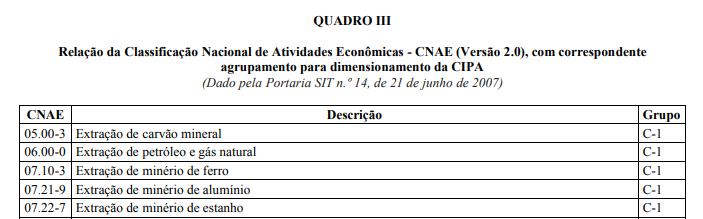 QUADRO III
Relação da Classificação Nacional de Atividades Econômicas - CNAE (Versão 2.0), com correspondente
agrupamento para dimensionamento da CIPA
(Dado pela Portaria SIT n.º 14, de 21 de junho de 2007)
CNAE Descrição Grupo
05.00-3 Extração de carvão mineral C-1
06.00-0 Extração de petróleo e gás natural C-1
07.10-3 Extração de minério de ferro C-1
07.21-9 Extração de minério de alumínio C-1
07.22-7 Extração de minério de estanho C-1